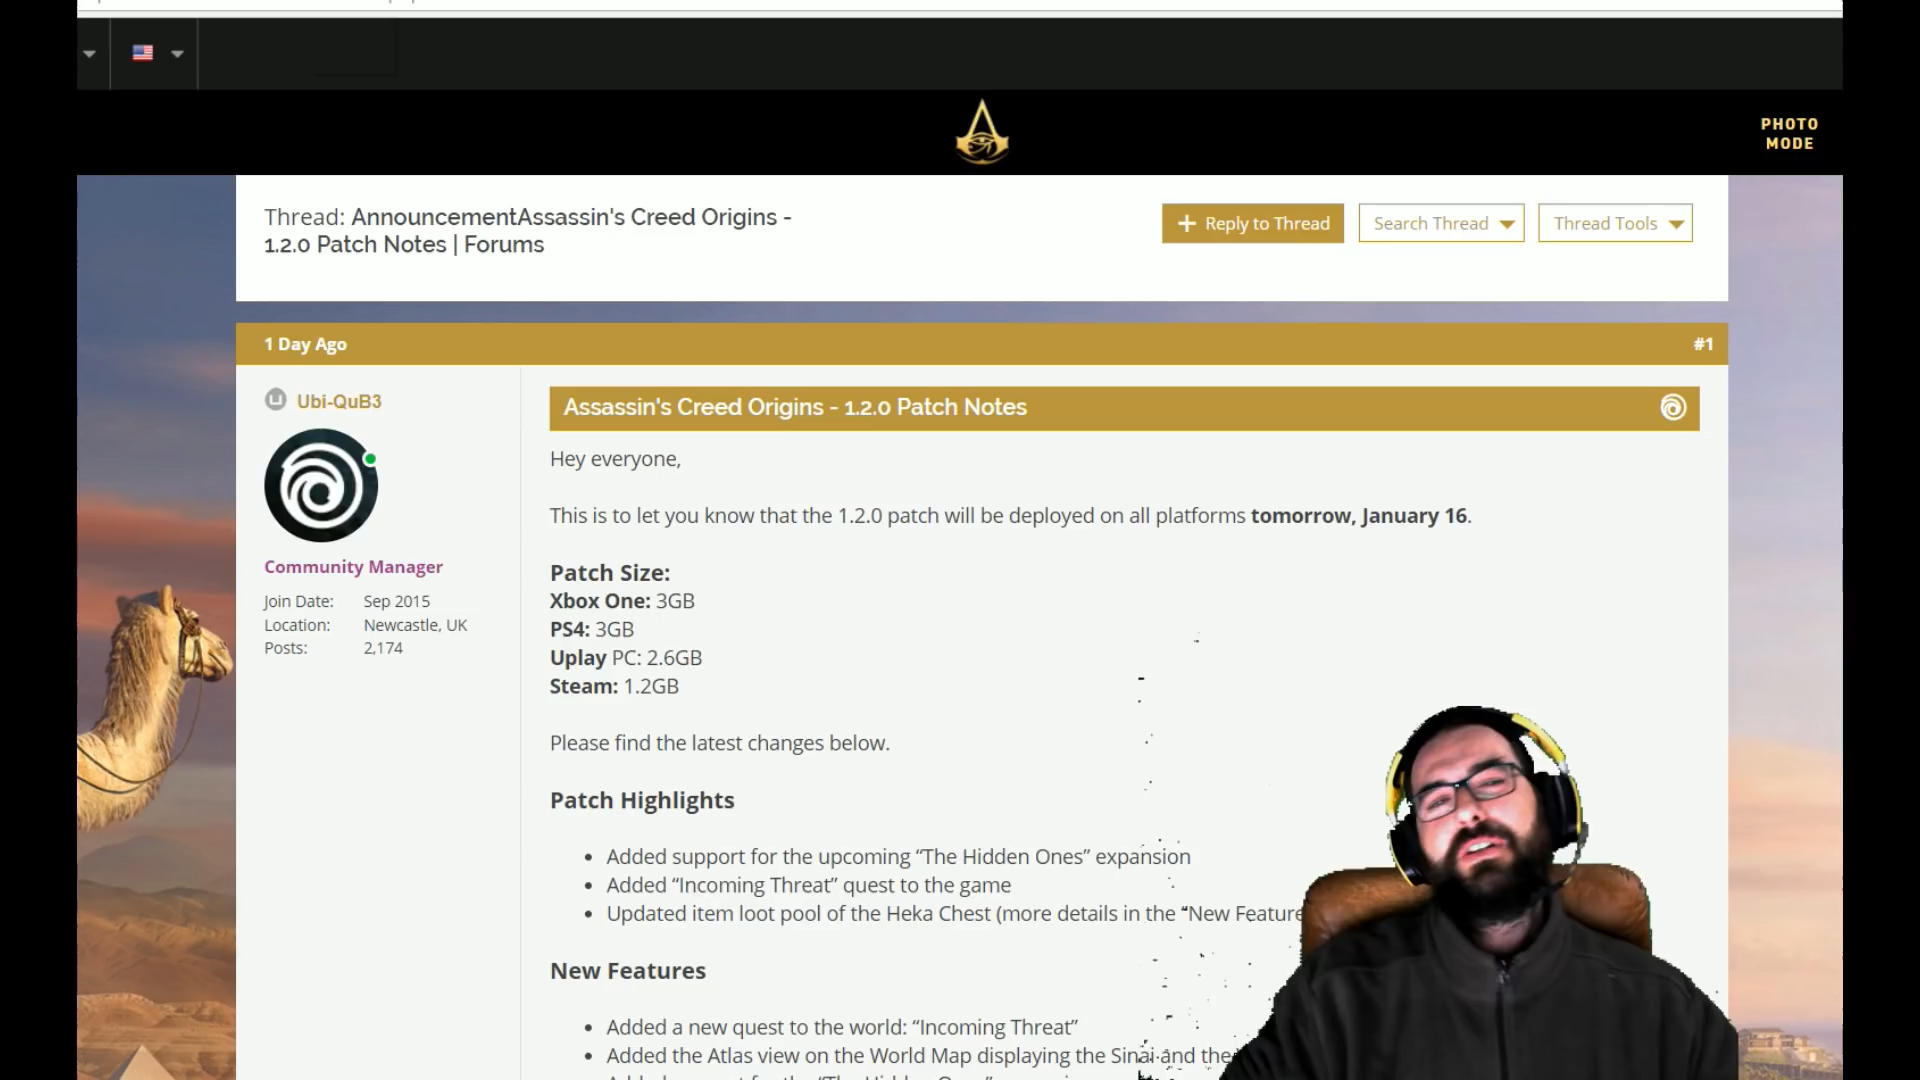 PHOTO
MODE
Thread: AnnouncementAssassin's Creed Origins -
1.2.0 Patch Notes | Forums
Reply to Thread
Search Thread
Thread Tools
1 Day Ago
#1
Ubi-QuB3
Community Manager
Join Date: Sep 2015
Location: Newcastle, UK
Posts: 2,174
Assassin's Creed Origins - 1.2.0 Patch Notes
Hey everyone,
This is to let you know that the 1.2.0 patch will be deployed on all platforms tomorrow, January 16.
Patch Size:
Xbox One: 3GB
PS4: 3GB
Uplay PC: 2.6GB
Steam: 1.2GB
Please find the latest changes below.
Patch Highlights
• Added support for the upcoming “The Hidden Ones” expansion
• Added “Incoming Threat” quest to the game
• Updated item loot pool of the Heka Chest (more details in the “New Feature
New Features
• Added a new quest to the world: “Incoming Threat”
• Added the Atlas view on the World Map displaying the Sinai and the